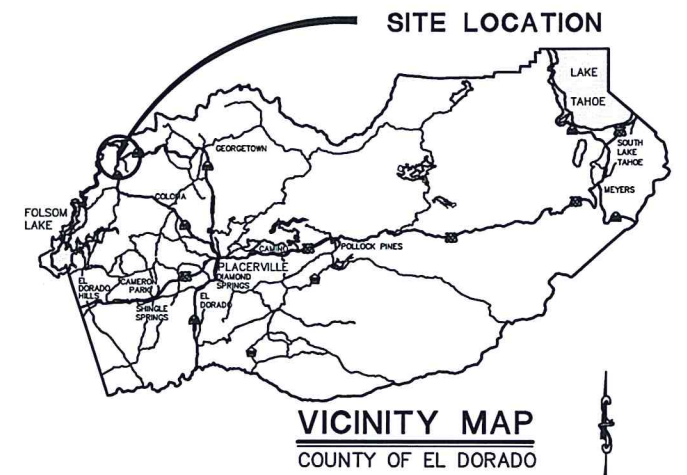 SITE LOCATION
LAKE
TAHOE
SOUTH
LAKE
TAHOE
MEYERS
GEORGETOWN
COLOMA
FOLSOM
LAKE
CAMINO
POLLOCK PINES
PLACERVILLE
DIAMOND
SPRINGS
EL
DORADO
HILLS
CAMERON
PARK
EL
DORADO
SHINGLE
SPRINGS
VICINITY MAP
COUNTY OF EL DORADO